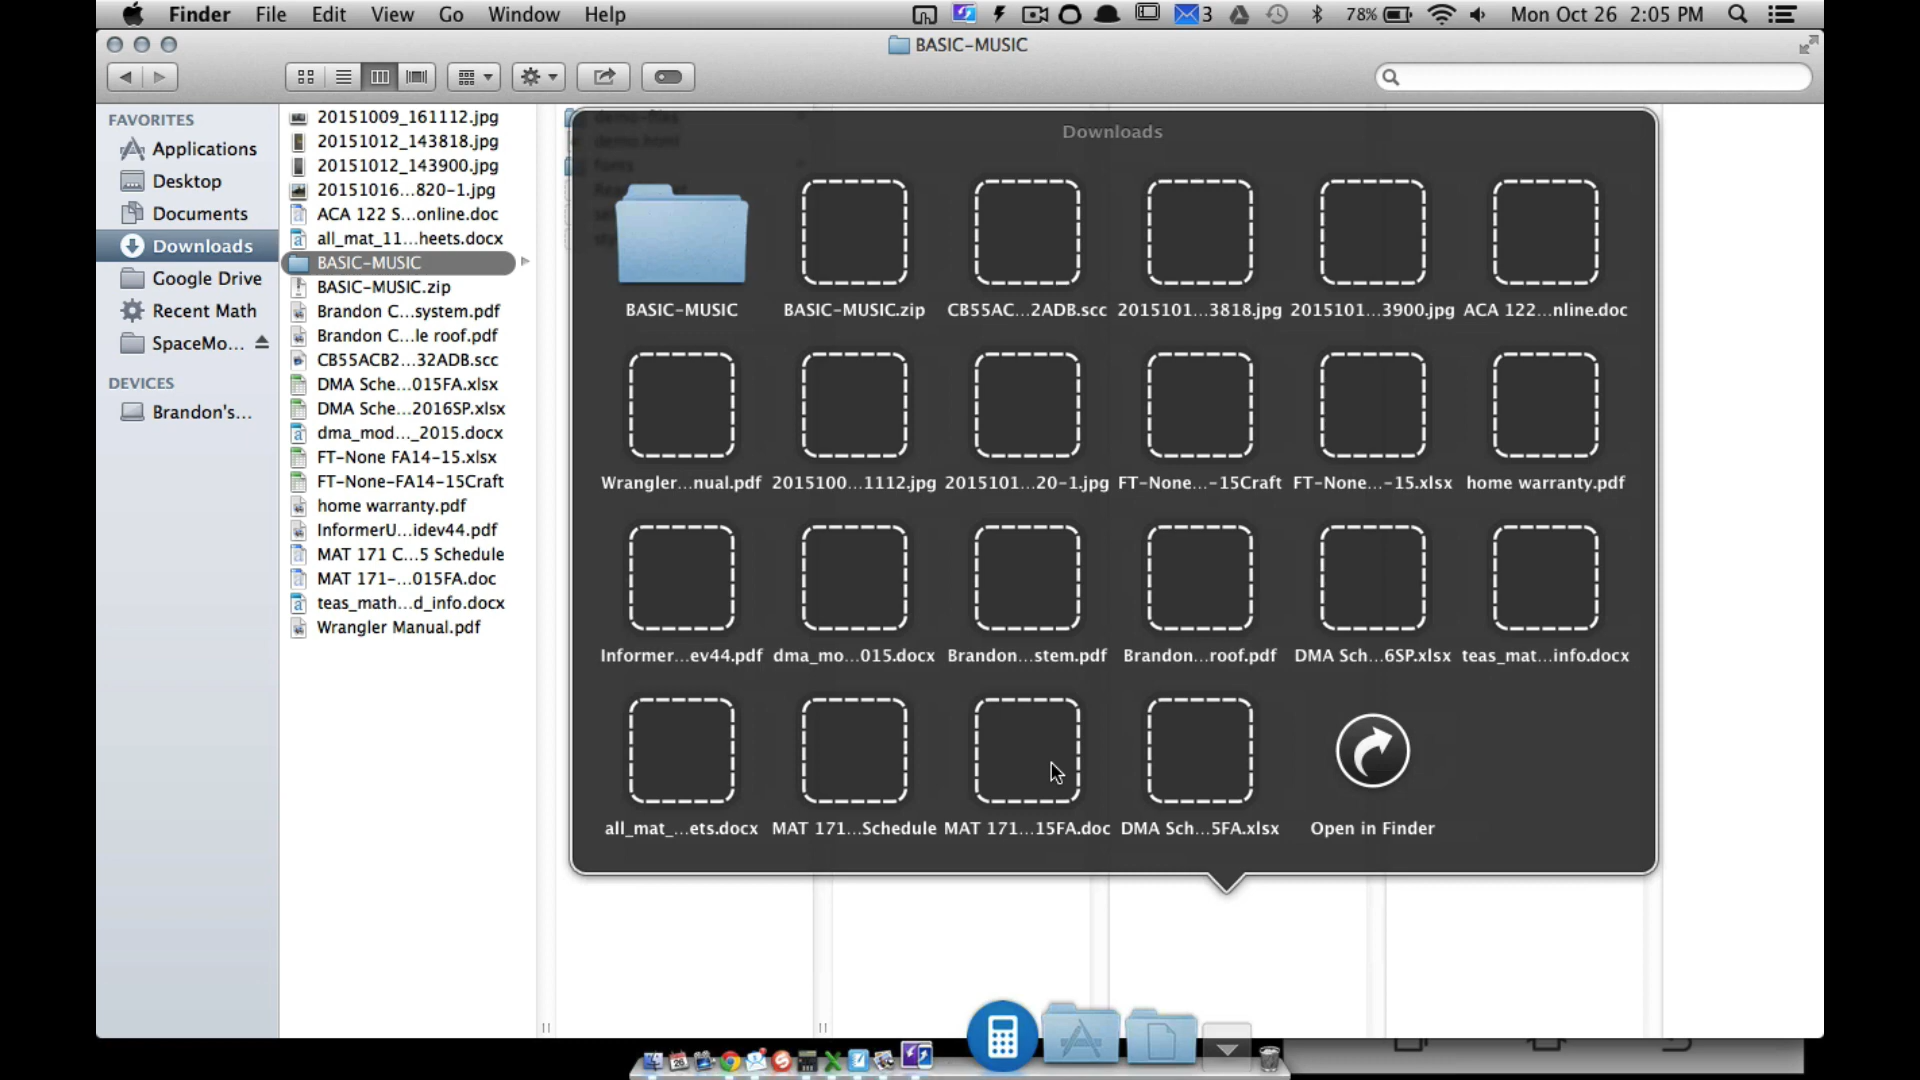 Finder File Edit View Go Window Help 3 78% Mon Oct 26 2:05 PM
BASIC-MUSIC
FAVORITES
Applications
Desktop
Documents
Downloads
Google Drive
Recent Math
SpaceMo...
DEVICES
Brandon's...
20151009_161112.jpg
20151012_143818.jpg
20151012_143900.jpg
20151016...820-1.jpg
ACA 122 S...online.doc
all_mat_11...heets.docx
BASIC-MUSIC
BASIC-MUSIC.zip
Brandon C...system.pdf
Brandon C...le roof.pdf
CB55ACB2...32ADB.scc
DMA Sche...015FA.xlsx
DMA Sche...2016SP.xlsx
dma_mod..._2015.docx
FT-None FA14-15.xlsx
FT-None-FA14-15Craft
home warranty.pdf
InformerU...idev44.pdf
MAT 171 C...5 Schedule
MAT 171-...015FA.doc
teas_math...d_info.docx
Wrangler Manual.pdf
demo-files
demo.html
fonts
Downloads
BASIC-MUSIC BASIC-MUSIC.zip CB55AC...2ADB.scc 2015101...3818.jpg 2015101...3900.jpg ACA 122...nline.doc
Wrangler...nual.pdf 2015100...1112.jpg 2015101...20-1.jpg FT-None...-15Craft FT-None...-15.xlsx home warranty.pdf
Informer...ev44.pdf dma_mo...015.docx Brandon...stem.pdf Brandon...roof.pdf DMA Sch...6SP.xlsx teas_mat...info.docx
all_mat_...ets.docx MAT 171...Schedule MAT 171...15FA.doc DMA Sch...5FA.xlsx Open in Finder